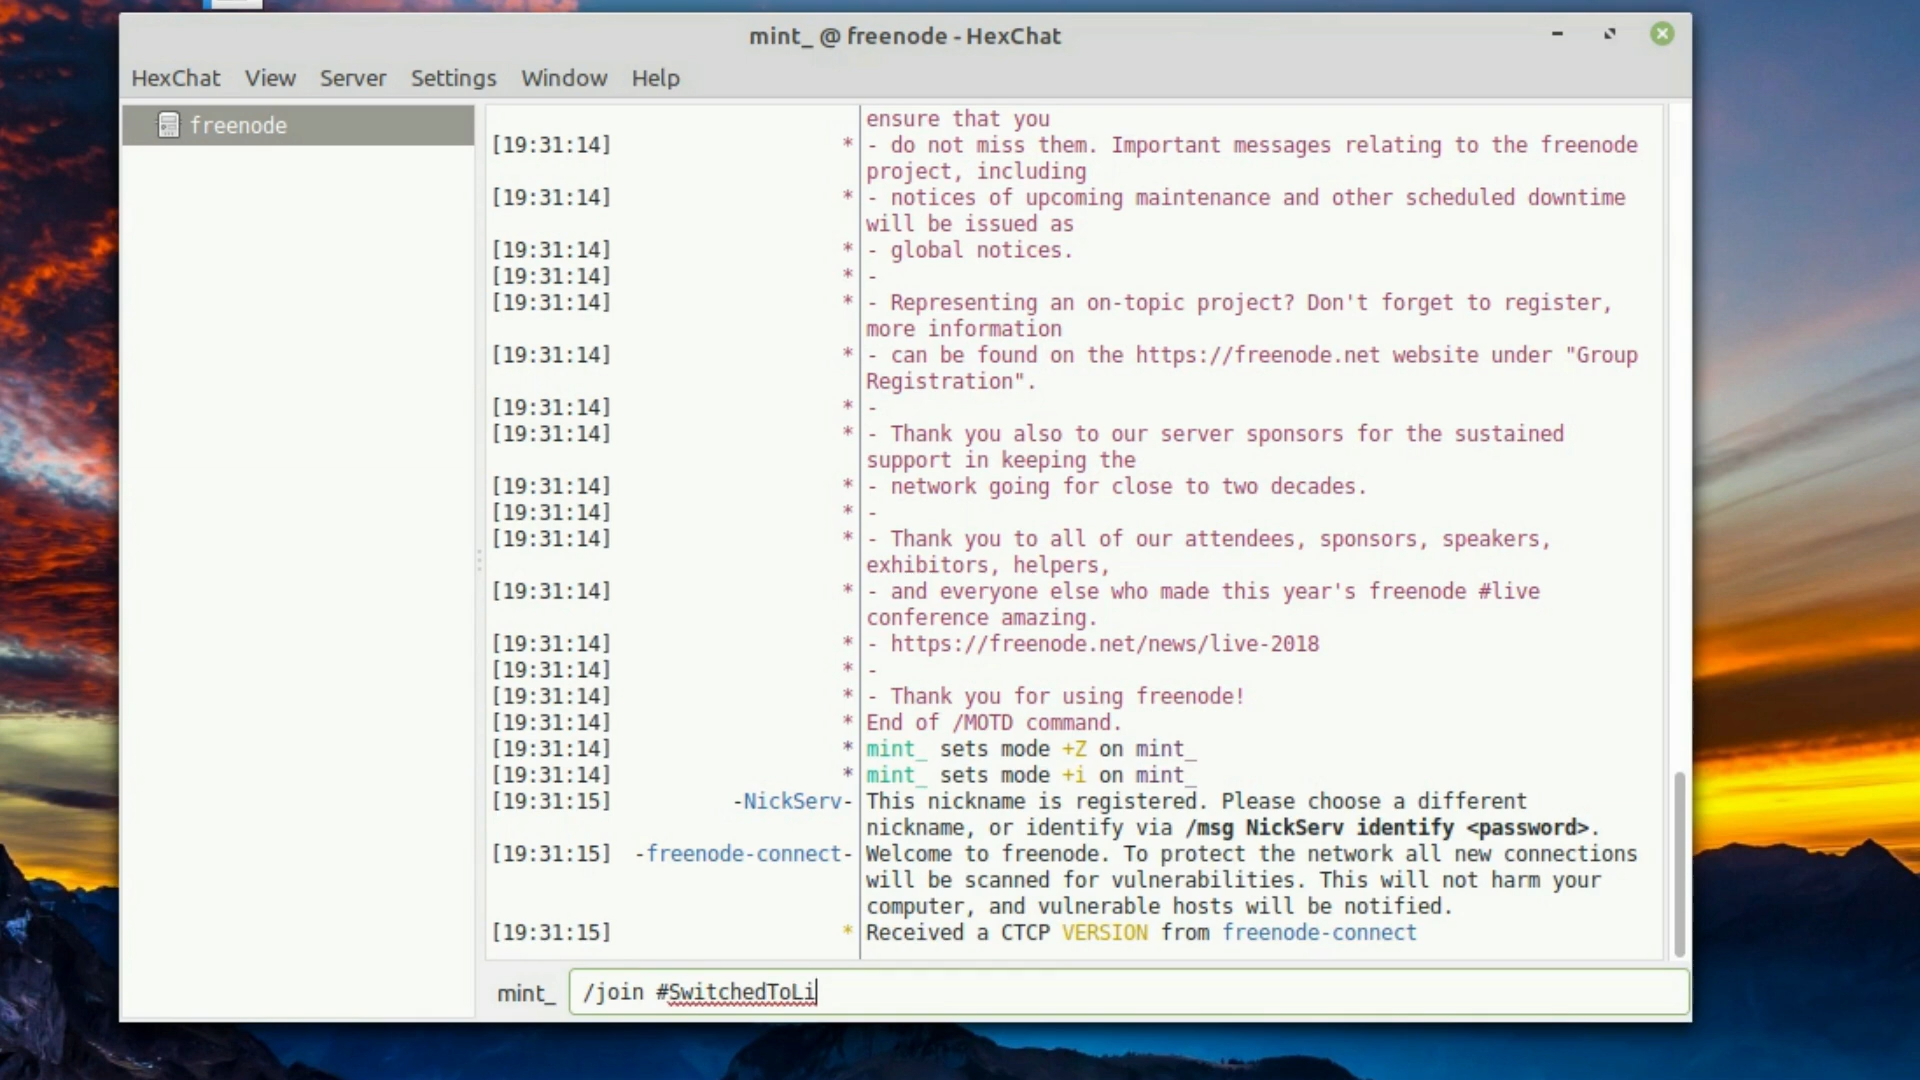 mint_ @ freenode - HexChat
HexChat View Server Settings Window Help
freenode
ensure that you
[19:31:14] * - do not miss them. Important messages relating to the freenode
project, including
[19:31:14] * - notices of upcoming maintenance and other scheduled downtime
will be issued as
[19:31:14] * - global notices.
[19:31:14] * -
[19:31:14] * - Representing an on-topic project? Don't forget to register,
more information
[19:31:14] * - can be found on the https://freenode.net website under "Group
Registration".
[19:31:14] * -
[19:31:14] * - Thank you also to our server sponsors for the sustained
support in keeping the
[19:31:14] * - network going for close to two decades.
[19:31:14] * -
[19:31:14] * - Thank you to all of our attendees, sponsors, speakers,
exhibitors, helpers,
[19:31:14] * - and everyone else who made this year's freenode #live
conference amazing.
[19:31:14] * - https://freenode.net/news/live-2018
[19:31:14] * -
[19:31:14] * - Thank you for using freenode!
[19:31:14] * End of /MOTD command.
[19:31:14] * mint_ sets mode +Z on mint_
[19:31:14] * mint_ sets mode +i on mint_
[19:31:15] -NickServ- This nickname is registered. Please choose a different
nickname, or identify via /msg NickServ identify <password>.
[19:31:15] -freenode-connect- Welcome to freenode. To protect the network all new connections
will be scanned for vulnerabilities. This will not harm your
computer, and vulnerable hosts will be notified.
[19:31:15] * Received a CTCP VERSION from freenode-connect
mint_ /join #SwitchedToLi